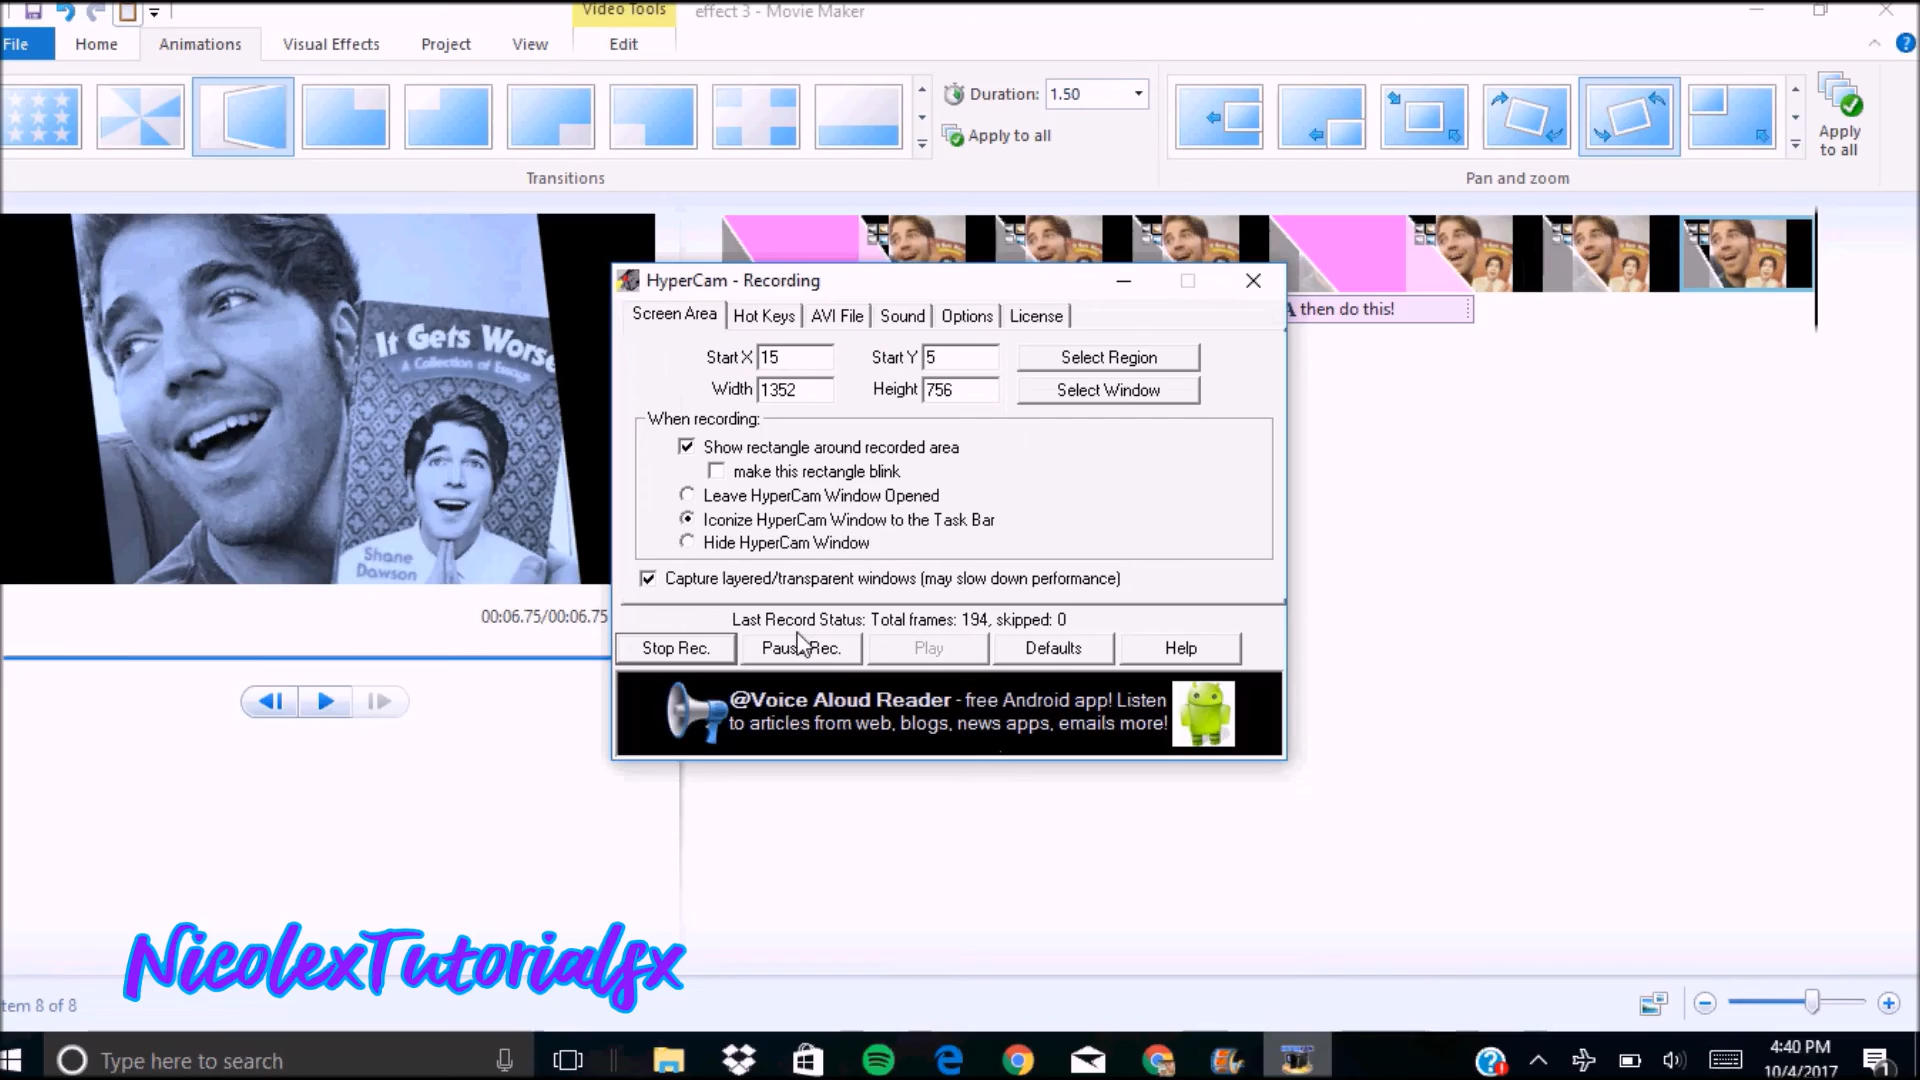 Video Tools
effect 3 - Movie Maker
File
Home
Animations
Visual Effects
Project
View
Edit
Duration:
1.50
Apply to all
Apply
to all
Transitions
Pan and zoom
It Gets Worse
A Collection of Essays
Shane
Dawson
A then do this!
HyperCam - Recording
Screen Area
Hot Keys
AVI File
Sound
Options
License
Start X 15
Start Y 5
Select Region
Width 1352
Height 756
Select Window
When recording:
Show rectangle around recorded area
make this rectangle blink
Leave HyperCam Window Opened
Iconize HyperCam Window to the Task Bar
Hide HyperCam Window
Capture layered/transparent windows (may slow down performance)
00:06.75/00:06.75
Last Record Status: Total frames: 194, skipped: 0
Stop Rec.
Pause Rec.
Play
Defaults
Help
@Voice Aloud Reader - free Android app! Listen
to articles from web, blogs, news apps, emails more!
NicolexTutorialsx
tem 8 of 8
Type here to search
4:40 PM
10/4/2017
1